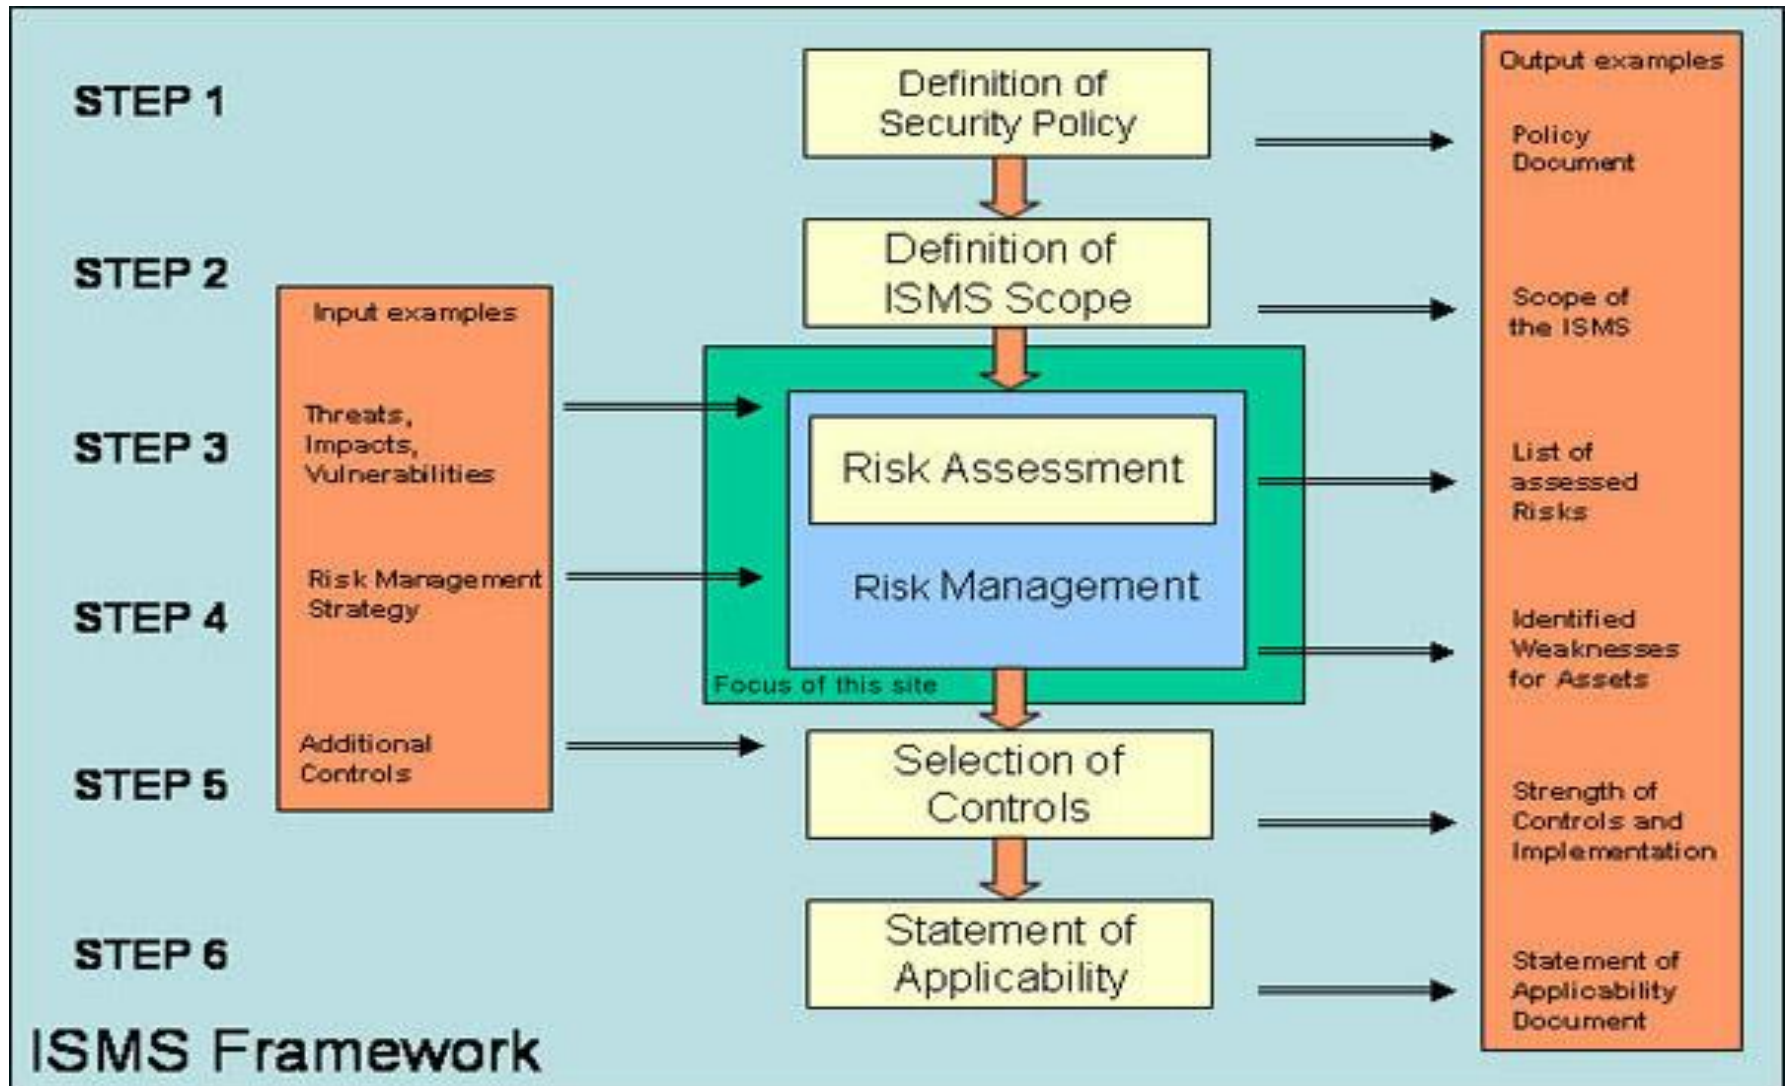 STEP 1
STEP 2
STEP 3
STEP 4
STEP 5
STEP 6
Input examples
Threats,
Impacts,
Vulnerabilities
Risk Management
Strategy
Additional
Controls
Definition of
Security Policy
Definition of
ISMS Scope
Risk Assessment
Risk Management
Focus of this site
Selection of
Controls
Statement of
Applicability
Output examples
Policy
Document
Scope of
the ISMS
List of
assessed
Risks
Identified
Weaknesses
for Assets
Strength of
Controls and
Implementation
Statement of
Applicability
Document
ISMS Framework